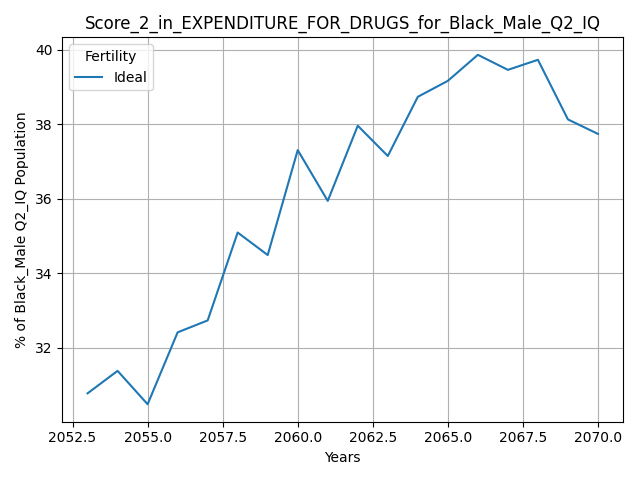 Score_2_in_EXPENDITURE_FOR_DRUGS_for_Black_Male_Q2_IQ
Fertility
Ideal
% of Black_Male Q2_IQ Population
40
38
36
34
32
2052.5 2055.0 2057.5 2060.0 2062.5 2065.0 2067.5 2070.0
Years